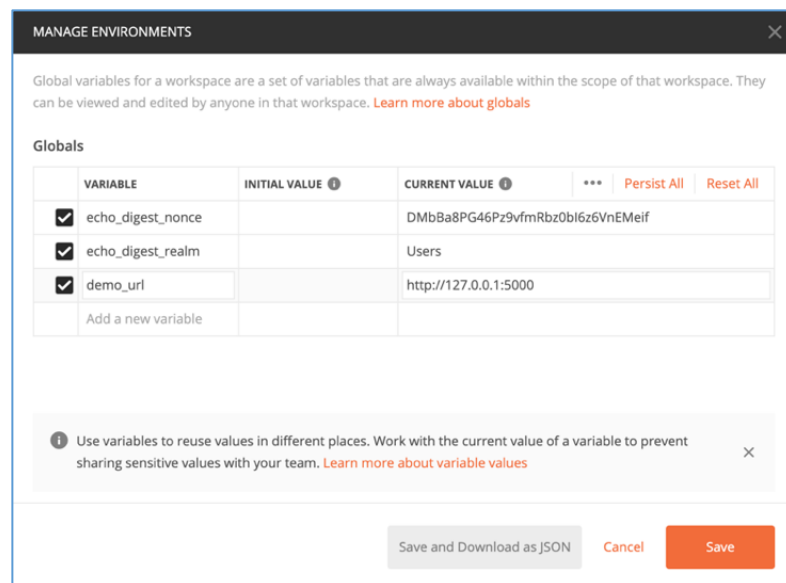 MANAGE ENVIRONMENTS
Global variables for a workspace are a set of variables that are always available within the scope of that workspace. They
can be viewed and edited by anyone in that workspace. Learn more about globals
Globals
VARIABLE INITIAL VALUE CURRENT VALUE Persist All Reset All
echo_digest_nonce DMbBa8PG46Pz9vfmRbz0bI6z6VnEMeif
echo_digest_realm Users
demo_url http://127.0.0.1:5000
Add a new variable
Use variables to reuse values in different places. Work with the current value of a variable to prevent
sharing sensitive values with your team. Learn more about variable values
Save and Download as JSON Cancel Save